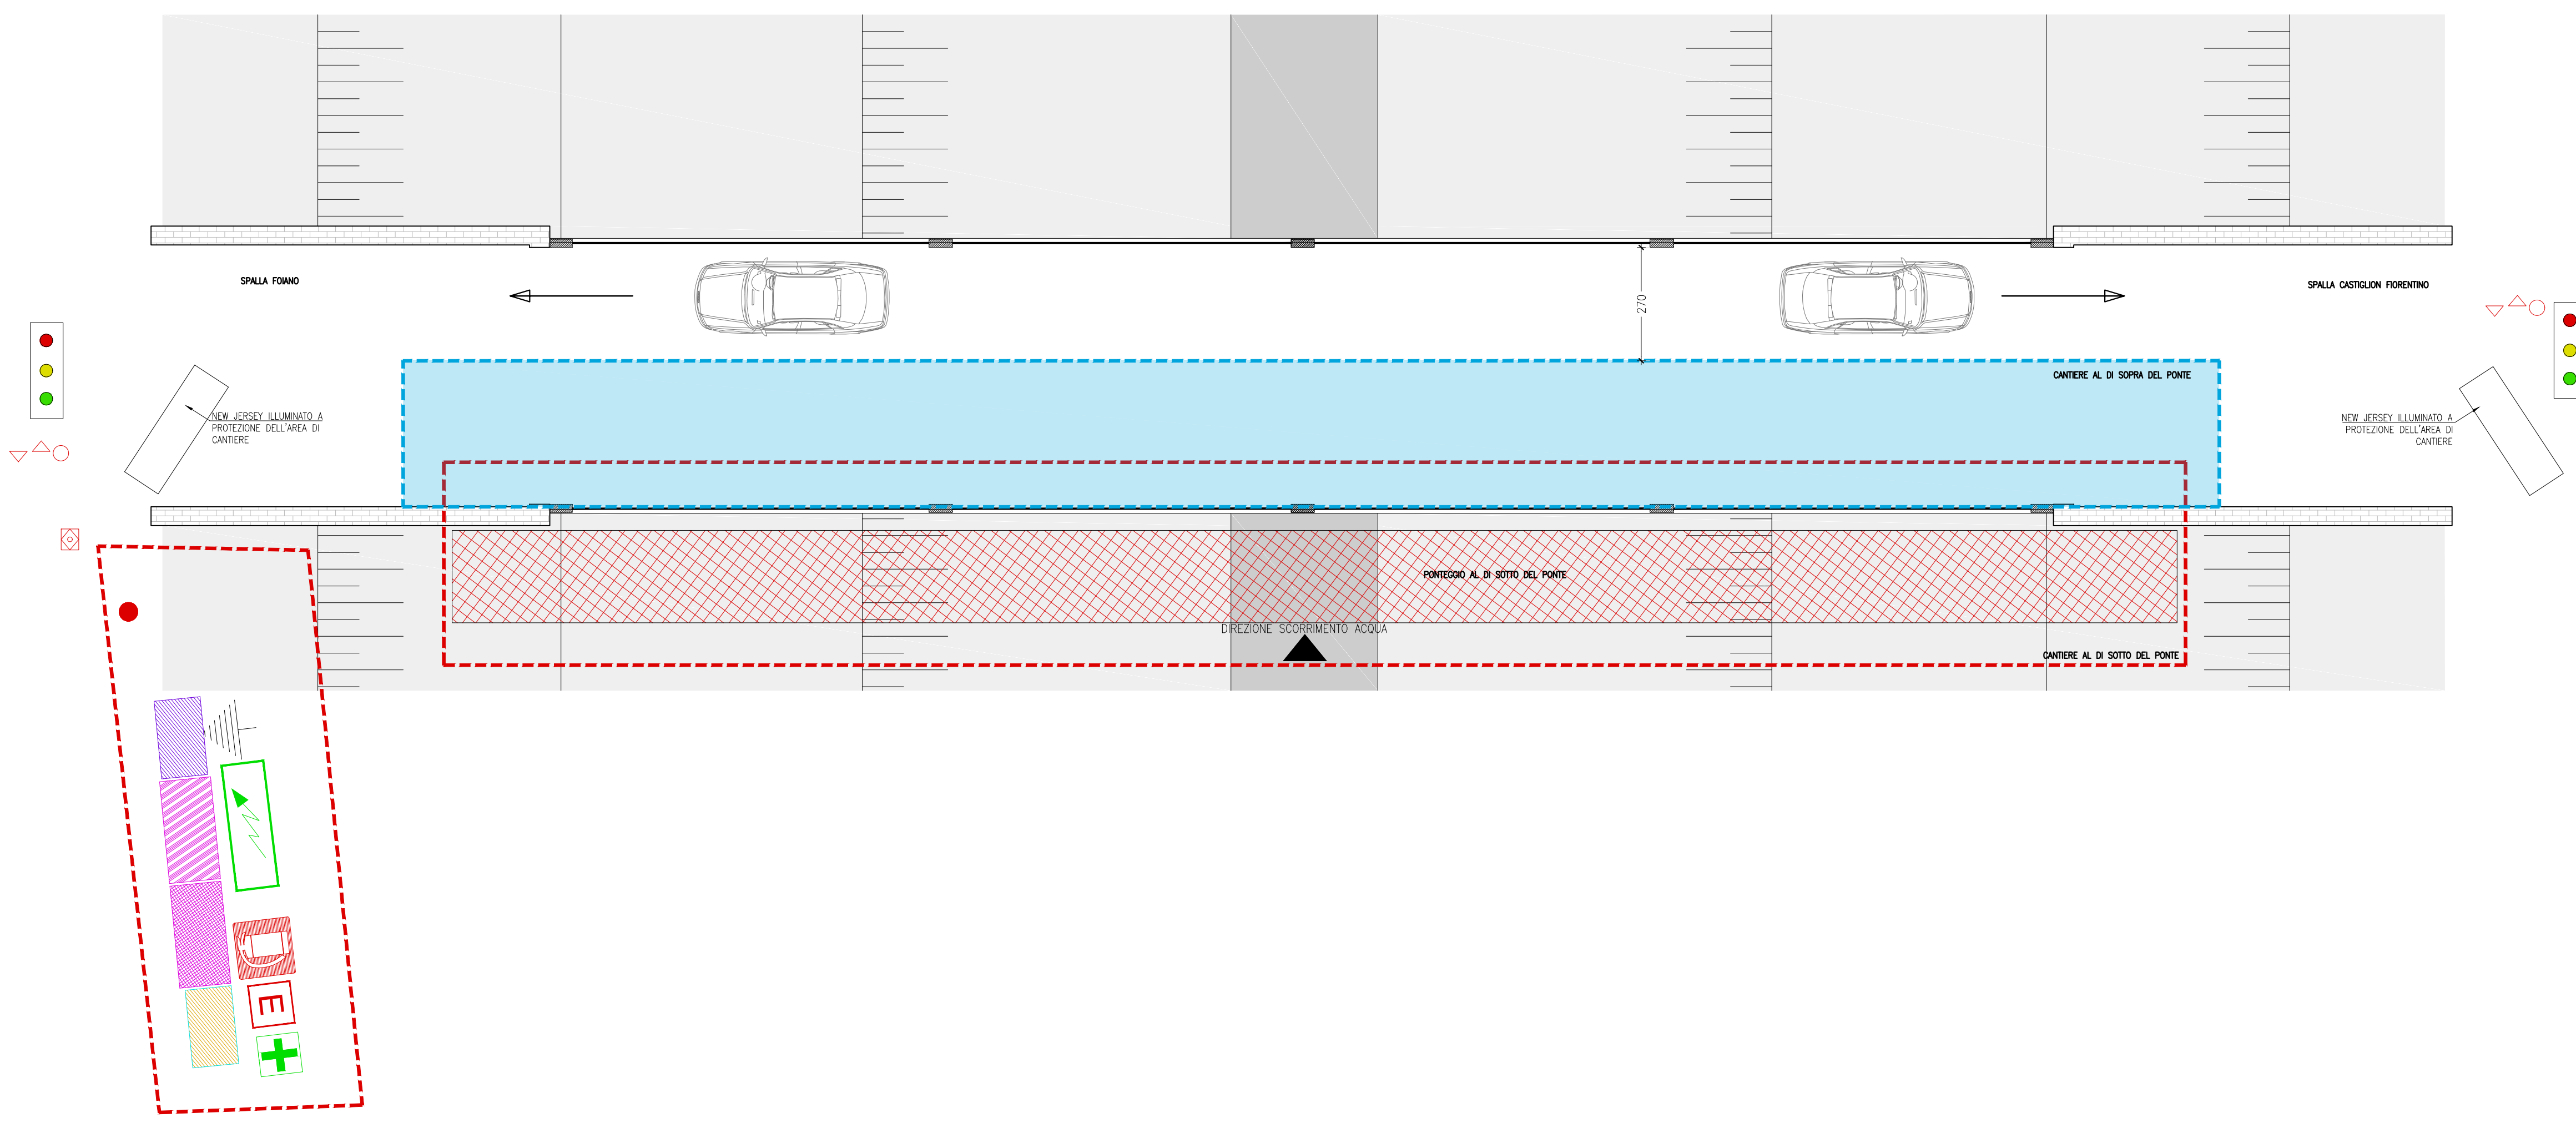 SPALLA FOIANO
SPALLA CASTIGLION FIORENTINO
270
CANTIERE AL DI SOPRA DEL PONTE
NEW JERSEY ILLUMINATO A
PROTEZIONE DELL'AREA DI
CANTIERE
NEW JERSEY ILLUMINATO A
PROTEZIONE DELL'AREA DI
CANTIERE
PONTEGGIO AL DI SOTTO DEL PONTE
DIREZIONE SCORRIMENTO ACQUA
CANTIERE AL DI SOTTO DEL PONTE
E